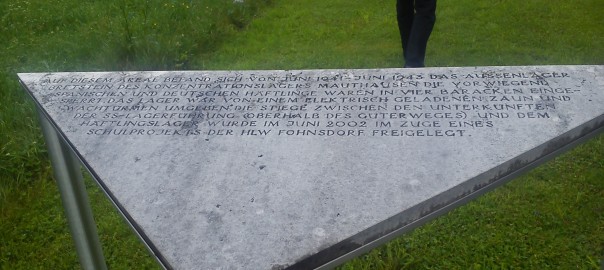 AUF DIESEM AREAL BEFAND SICH VON JUNI 1941 - JUNI 1943 DAS AUSSENLAGER
BRETSTEIN DES KONZENTRATIONSLAGERS MAUTHAUSEN DIE VORWIEGEND
SPANISCHEN UND DEUTSCHEN HÄFTLINGE WAREN IN VIER BARACKEN EINGE-
SPERRT. DAS LAGER WAR VON EINEM ELEKTRISCH GELADENEN ZAUN UND
WACHTÜRMEN UMGEBEN DIE STIEGE ZWISCHEN DEN UNTERKÜNFTEN
DER SS-LAGERFÜHRUNG (OBERHALB DES GÜTERWEGES) UND DEM
HÄFTLINGSLAGER WURDE IM JUNI 2002 IM ZUGE EINES
SCHULPROJEKTS DER HLW FOHNSDORF FREIGELEGT.